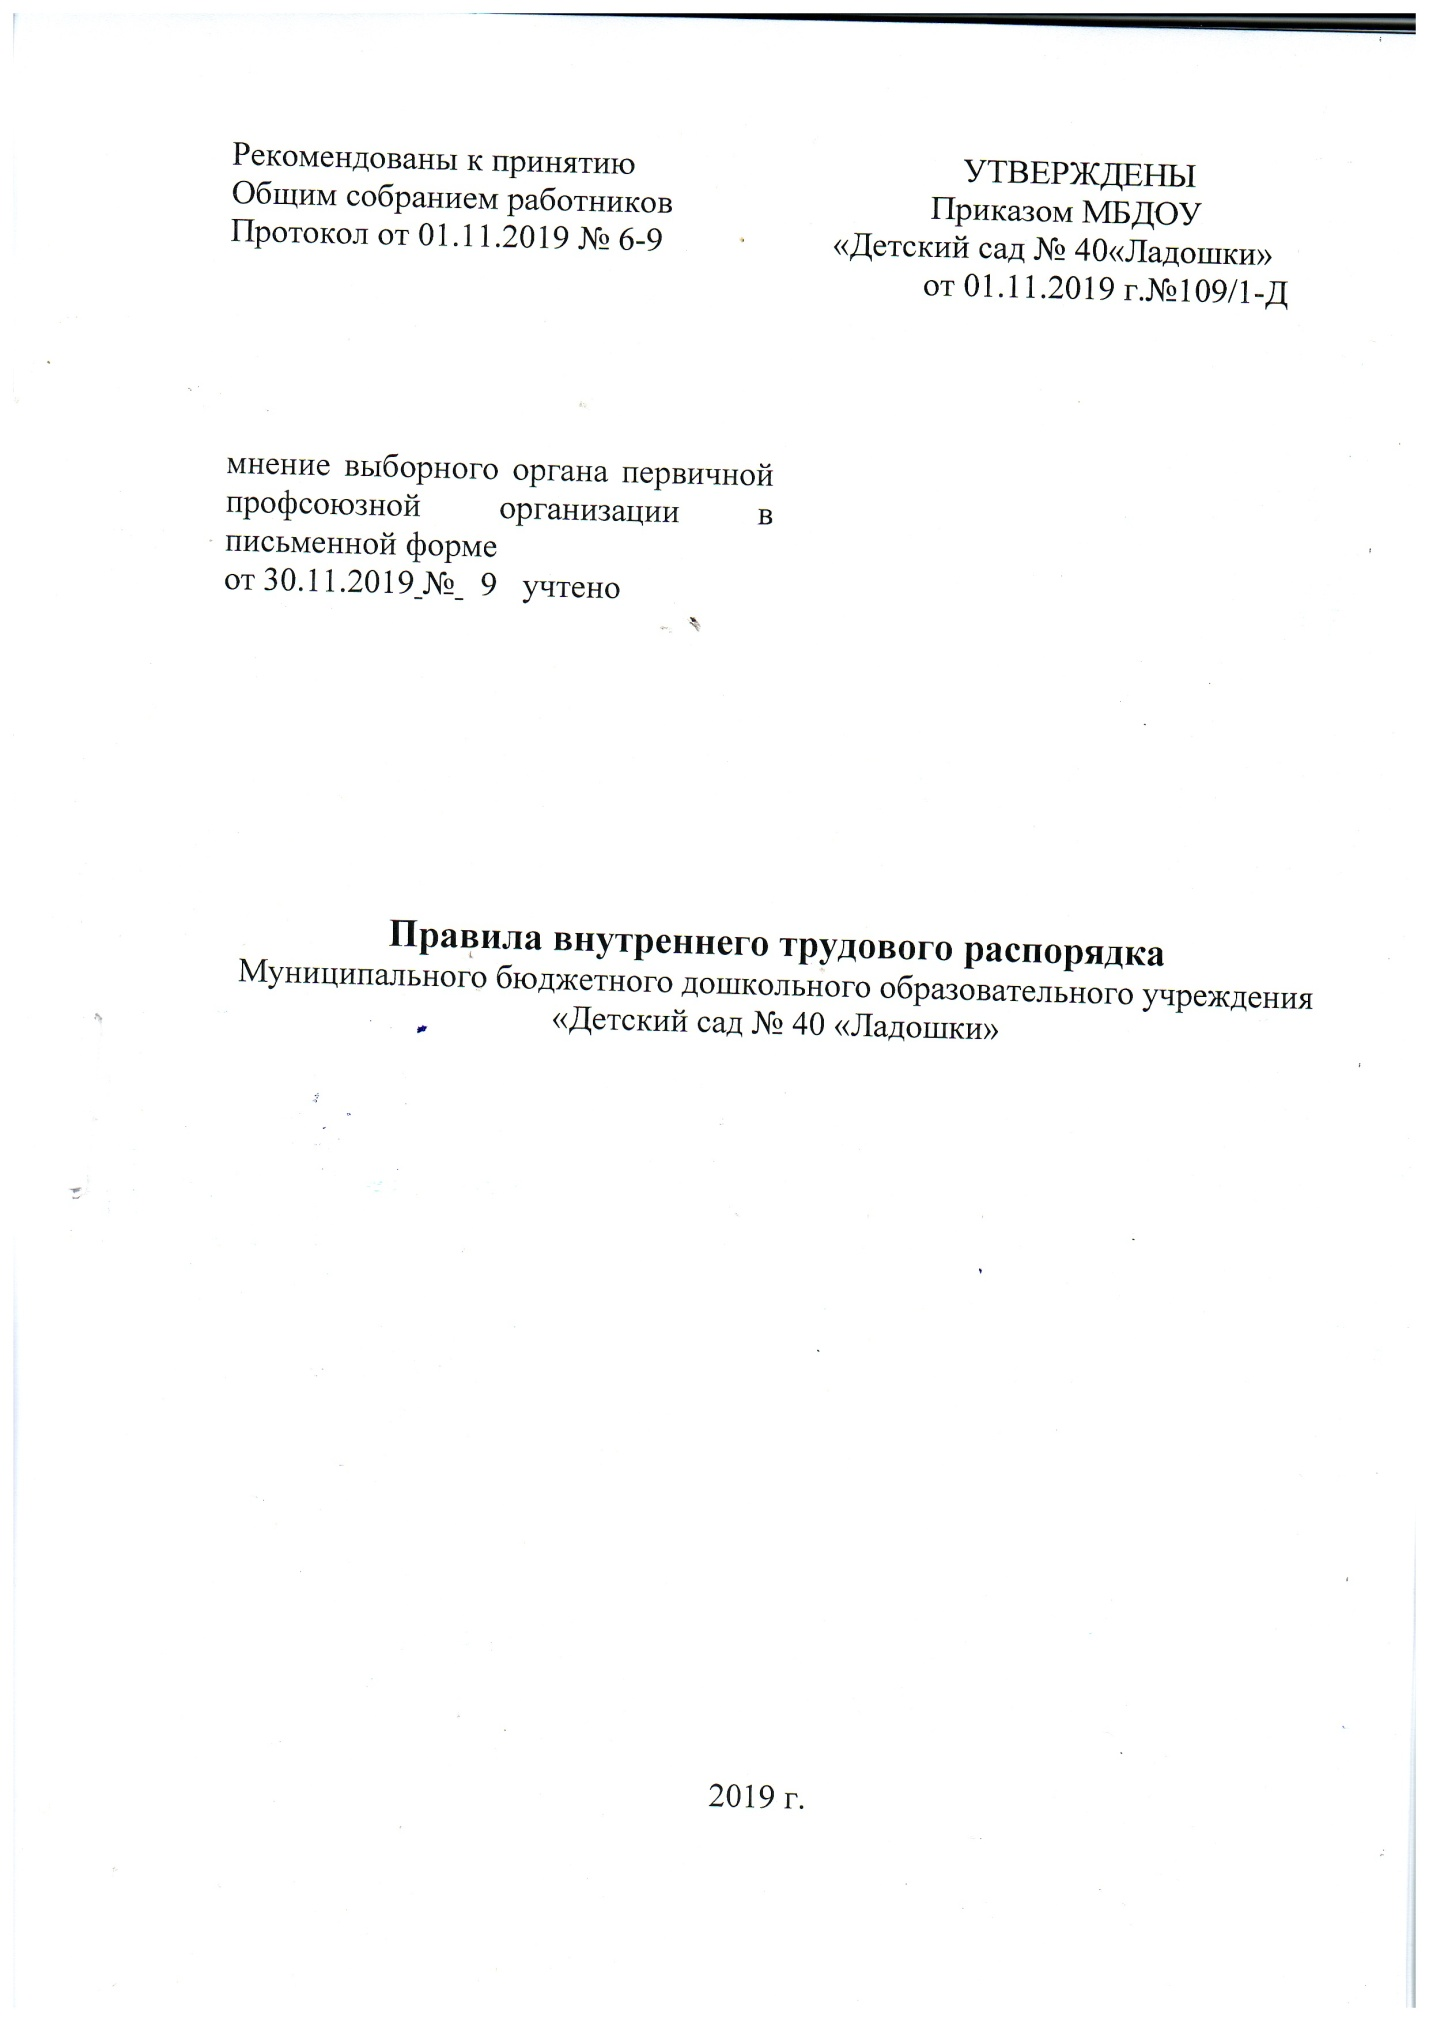 Рекомендованы к принятию
Общим собранием работников
Протокол от 01.11.2019 № 6-9
УТВЕРЖДЕНЫ
Приказом МБДОУ
«Детский сад № 40«Ладошки»
от 01.11.2019 г.№109/1-Д
мнение выборного органа первичной
профсоюзной организации в
письменной форме
от 30.11.2019_№_ 9 учтено
Правила внутреннего трудового распорядка
Муниципального бюджетного дошкольного образовательного учреждения
«Детский сад № 40 «Ладошки»
2019 г.